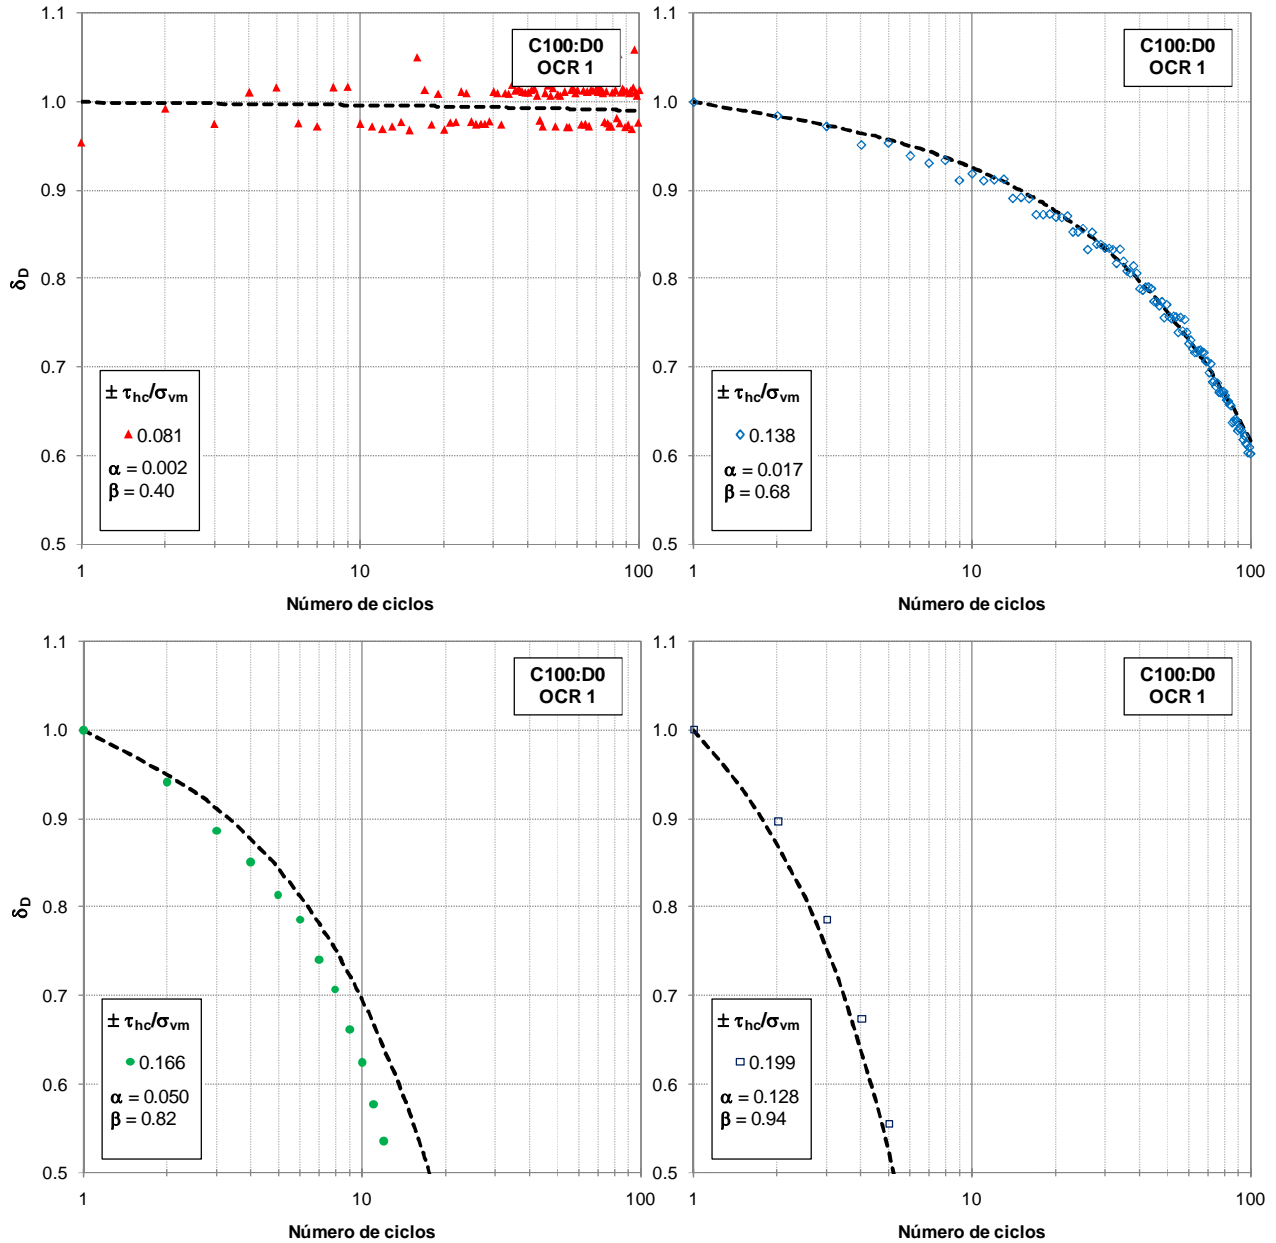 1.1
1.0
0.9
0.8
0.7
0.6
0.5
δD
C100:D0
OCR 1
± τhc/σvm
0.081
α = 0.002
β = 0.40
1
10
100
Número de ciclos
1.1
1.0
0.9
0.8
0.7
0.6
0.5
C100:D0
OCR 1
± τhc/σvm
0.138
α = 0.017
β = 0.68
1
10
100
Número de ciclos
1.1
1.0
0.9
0.8
0.7
0.6
0.5
δD
C100:D0
OCR 1
± τhc/σvm
0.166
α = 0.050
β = 0.82
1
10
100
Número de ciclos
1.1
1.0
0.9
0.8
0.7
0.6
0.5
C100:D0
OCR 1
± τhc/σvm
0.199
α = 0.128
β = 0.94
1
10
100
Número de ciclos